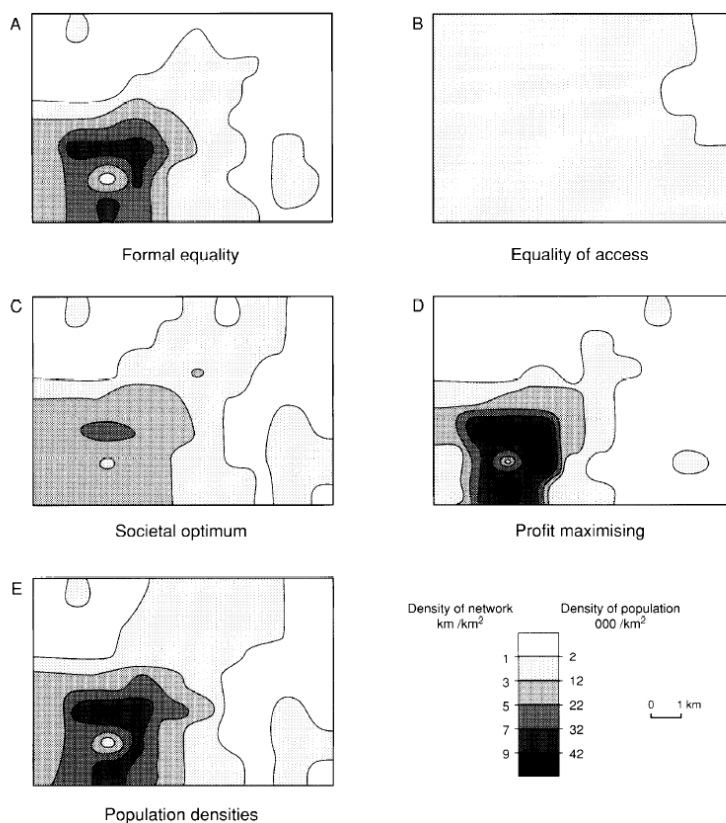 A
Formal equality
B
Equality of access
C
Societal optimum
D
Profit maximising
E
Population densities
Density of network
km /km²
Density of population
000 /km²
1 2
3 12
5 22
7 32
9 42
0 1 km